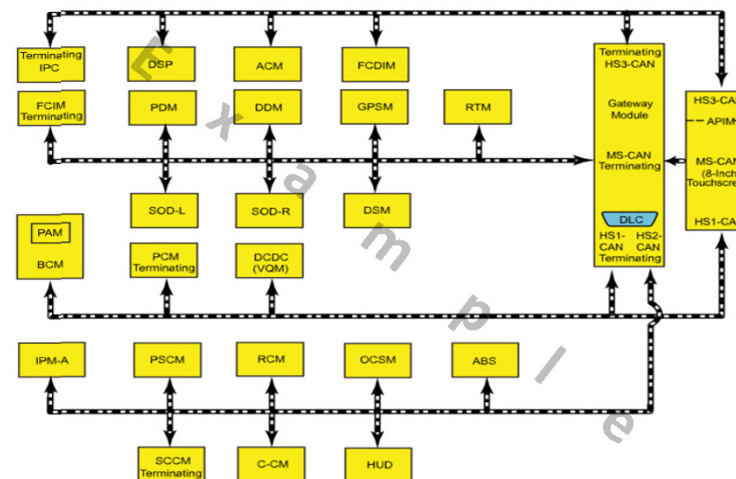 Terminating
IPC
DSP
ACM
FCDIM
Terminating
HS3-CAN
FCIM
Terminating
PDM
DDM
GPSM
RTM
Gateway
Module
HS3-CAN
APIM
MS-CAN
Terminating
MS-CAN
(8-Inch
Touchscre
SOD-L
SOD-R
DSM
DLC
HS1-CA
PAM
BCM
PCM
Terminating
DCDC
(VQM)
HS1- HS2-
CAN CAN
Terminating
IPM-A
PSCM
RCM
OCSM
ABS
SCCM
Terminating
C-CM
HUD
Example